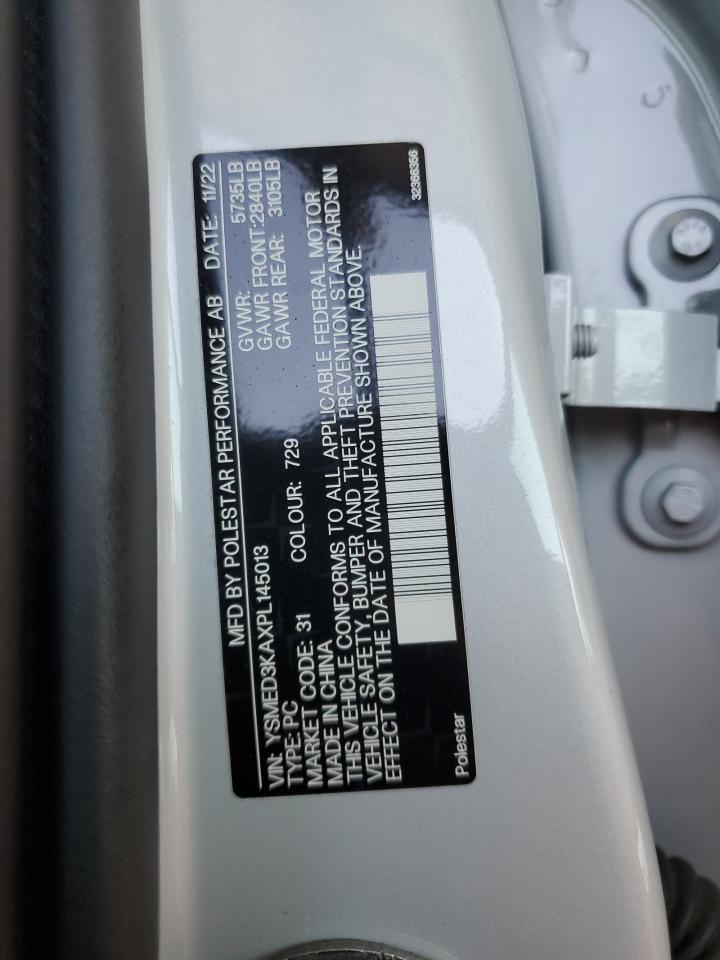 MFD BY POLESTAR PERFORMANCE AB DATE: 11/22
VIN: YSMED3KAXPL145013 GVWR: 5735LB
TYPE: PC GAWR FRONT:2840LB
MARKET CODE: 31 COLOUR: 729 GAWR REAR: 3105LB
MADE IN CHINA
THIS VEHICLE CONFORMS TO ALL APPLICABLE FEDERAL MOTOR
VEHICLE SAFETY, BUMPER AND THEFT PREVENTION STANDARDS IN
EFFECT ON THE DATE OF MANUFACTURE SHOWN ABOVE.
Polestar 32366356